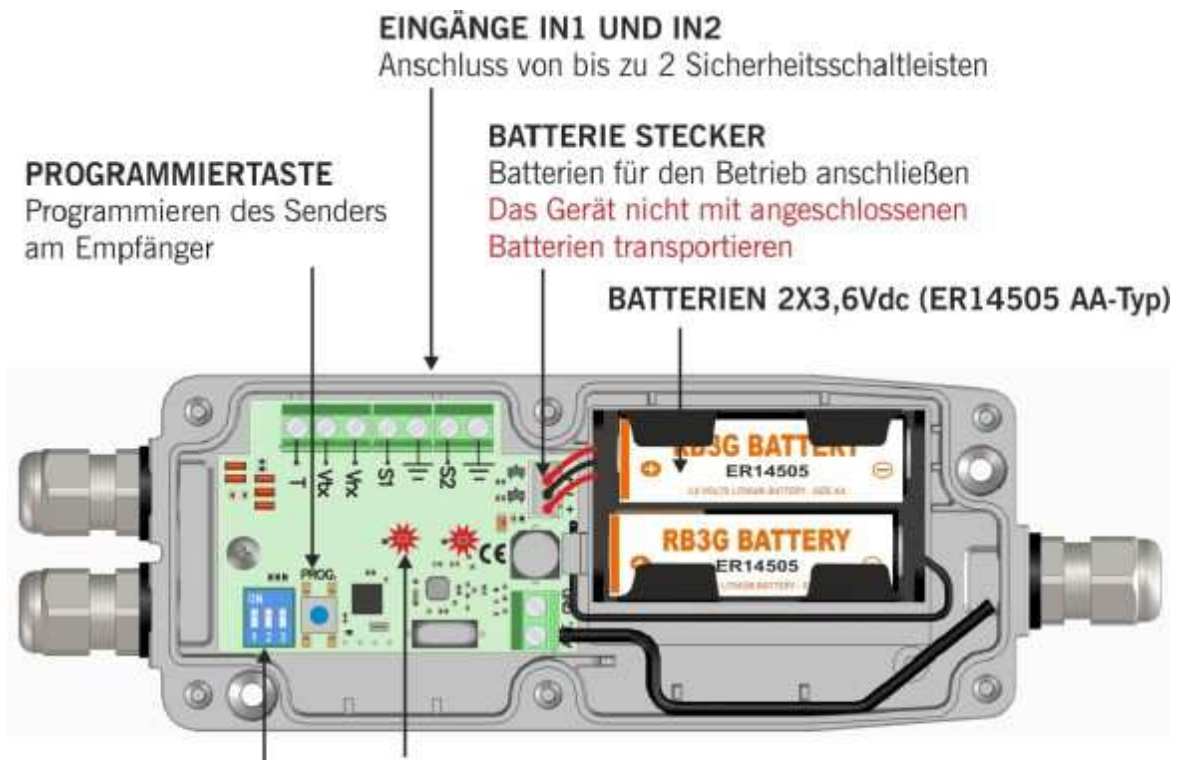 EINGÄNGE IN1 UND IN2
Anschluss von bis zu 2 Sicherheitsschaltleisten
BATTERIE STECKER
Batterien für den Betrieb anschließen
Das Gerät nicht mit angeschlossenen
Batterien transportieren
PROGRAMMIERTASTE
Programmieren des Senders
am Empfänger
BATTERIEN 2X3,6Vdc (ER14505 AA-Typ)
T
Vbx
Vrx
S1
S2
RB3G BATTERY
ER14505
RB3G BATTERY
ER14505
CE
PROG.
ON
1 2 3